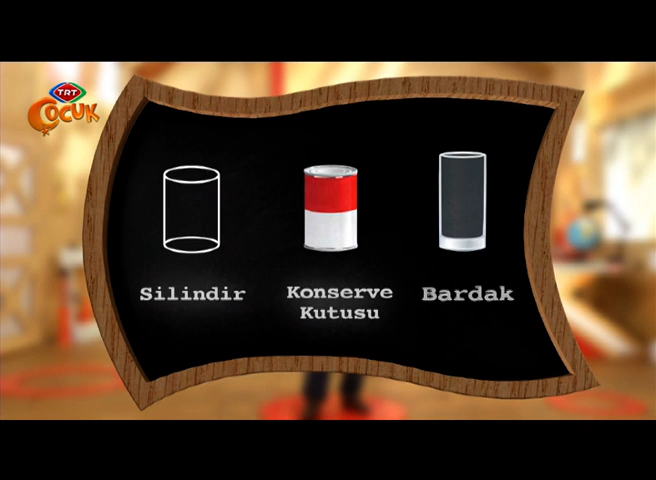 TRT
ÇOCUK
Silindir
Konserve
Kutusu
Bardak